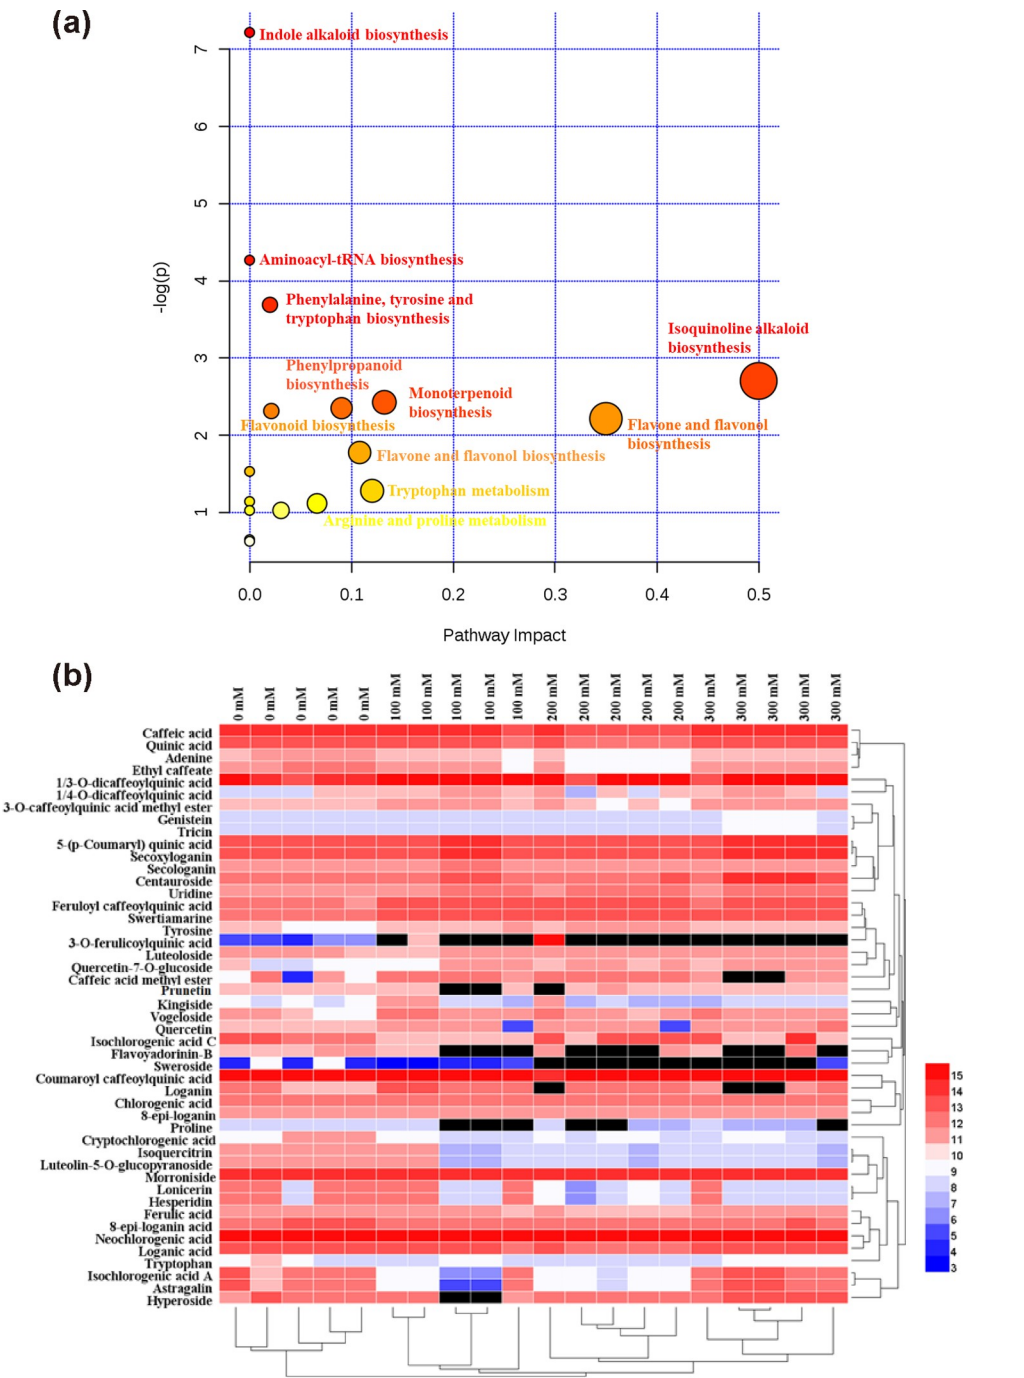 (a)
Indole alkaloid biosynthesis
7
6
5
Aminoacyl-tRNA biosynthesis
4
-log(p)
Phenylalanine, tyrosine and
tryptophan biosynthesis
Isoquinoline alkaloid
biosynthesis
3
Phenylpropanoid
biosynthesis
Monoterpenoid
biosynthesis
Flavonoid biosynthesis
Flavone and flavonol
biosynthesis
2
Flavone and flavonol biosynthesis
Tryptophan metabolism
1
Arginine and proline metabolism
0.0 0.1 0.2 0.3 0.4 0.5
Pathway Impact
(b)
0 mM 0 mM 0 mM 0 mM 0 mM 100 mM 100 mM 100 mM 100 mM 100 mM 200 mM 200 mM 200 mM 200 mM 200 mM 300 mM 300 mM 300 mM 300 mM 300 mM
Caffeic acid
Quinic acid
Adenine
Ethyl caffeate
1/3-O-dicaffeoylquinic acid
1/4-O-dicaffeoylquinic acid
3-O-caffeoylquinic acid methyl ester
Genistein
Tricin
5-(p-Coumaryl) quinic acid
Secoxyloganin
Secologanin
Centauroside
Uridine
Feruloyl caffeoylquinic acid
Swertiamarine
Tyrosine
3-O-ferulicoylquinic acid
Luteoloside
Quercetin-7-O-glucoside
Caffeic acid methyl ester
Prunetin
Kingiside
Vogeloside
Quercetin
Isochlorogenic acid C
Flavoyadorinin-B
Sweroside
Coumaroyl caffeoylquinic acid
Loganin
Chlorogenic acid
8-epi-loganin
Proline
Cryptochlorogenic acid
Isoquercitrin
Luteolin-5-O-glucopyranoside
Morroniside
Lonicerin
Hesperidin
Ferulic acid
8-epi-loganin acid
Neochlorogenic acid
Loganic acid
Tryptophan
Isochlorogenic acid A
Astragalin
Hyperoside
15
14
13
12
11
10
9
8
7
6
5
4
3